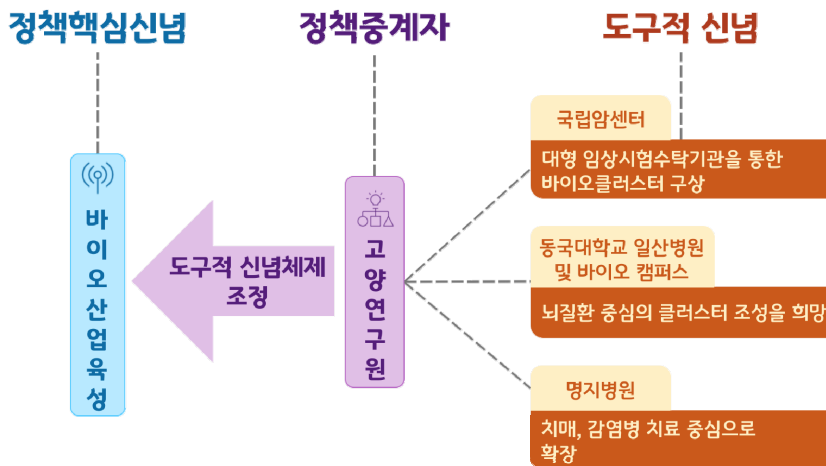 정책핵심신념
정책중계자
도구적 신념
바이오산업육성
도구적 신념체제
조정
고양연구원
국립암센터
대형 임상시험수탁기관을 통한
바이오클러스터 구상
동국대학교 일산병원
및 바이오 캠퍼스
뇌질환 중심의 클러스터 조성을 희망
명지병원
치매, 감염병 치료 중심으로
확장